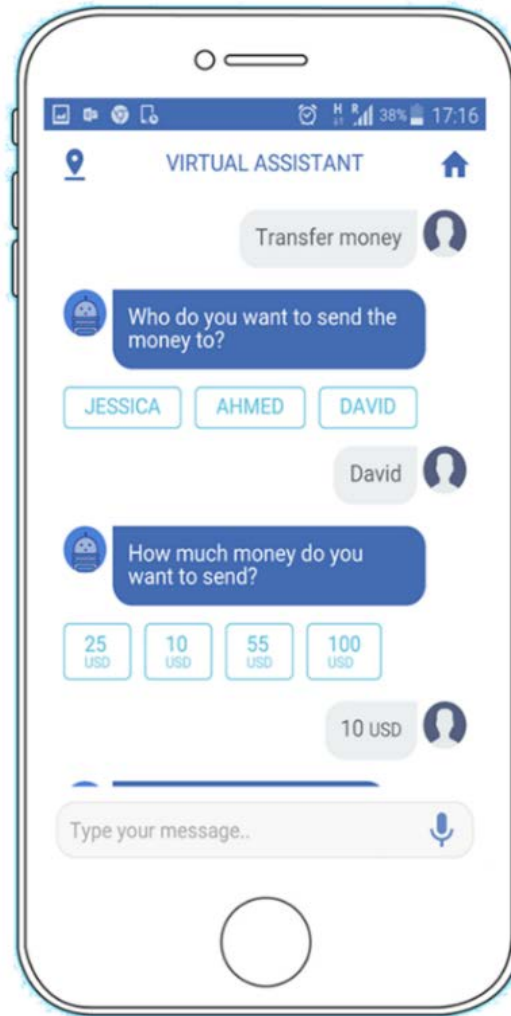 H R 38% 17:16
VIRTUAL ASSISTANT
Transfer money
Who do you want to send the
money to?
JESSICA AHMED DAVID
David
How much money do you
want to send?
25 10 55 100
USD USD USD USD
10 USD
Type your message..